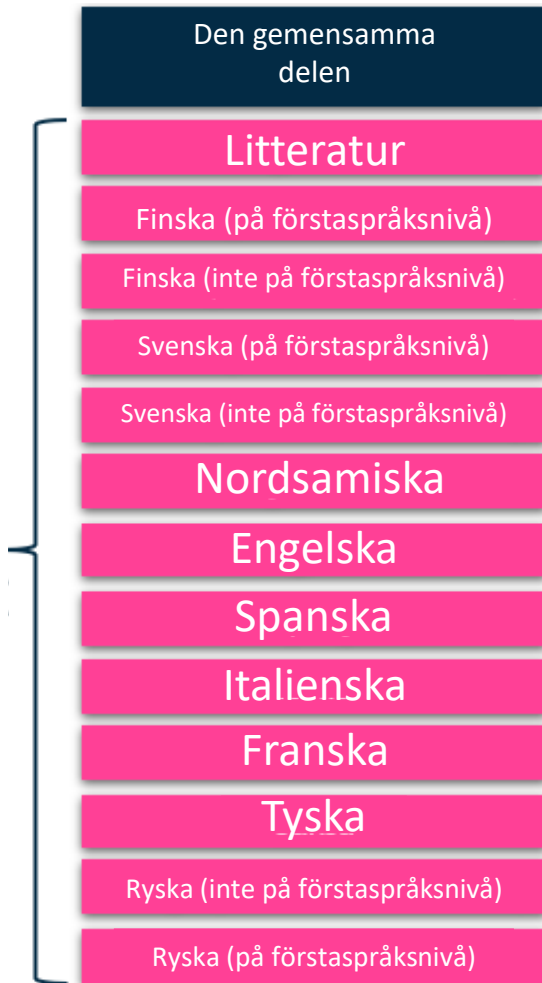 Den gemensamma
delen
Litteratur
Finska (på förstaspråksnivå)
Finska (inte på förstaspråksnivå)
Svenska (på förstaspråksnivå)
Svenska (inte på förstaspråksnivå)
Nordsamiska
Engelska
Spanska
Italienska
Franska
Tyska
Ryska (inte på förstaspråksnivå)
Ryska (på förstaspråksnivå)